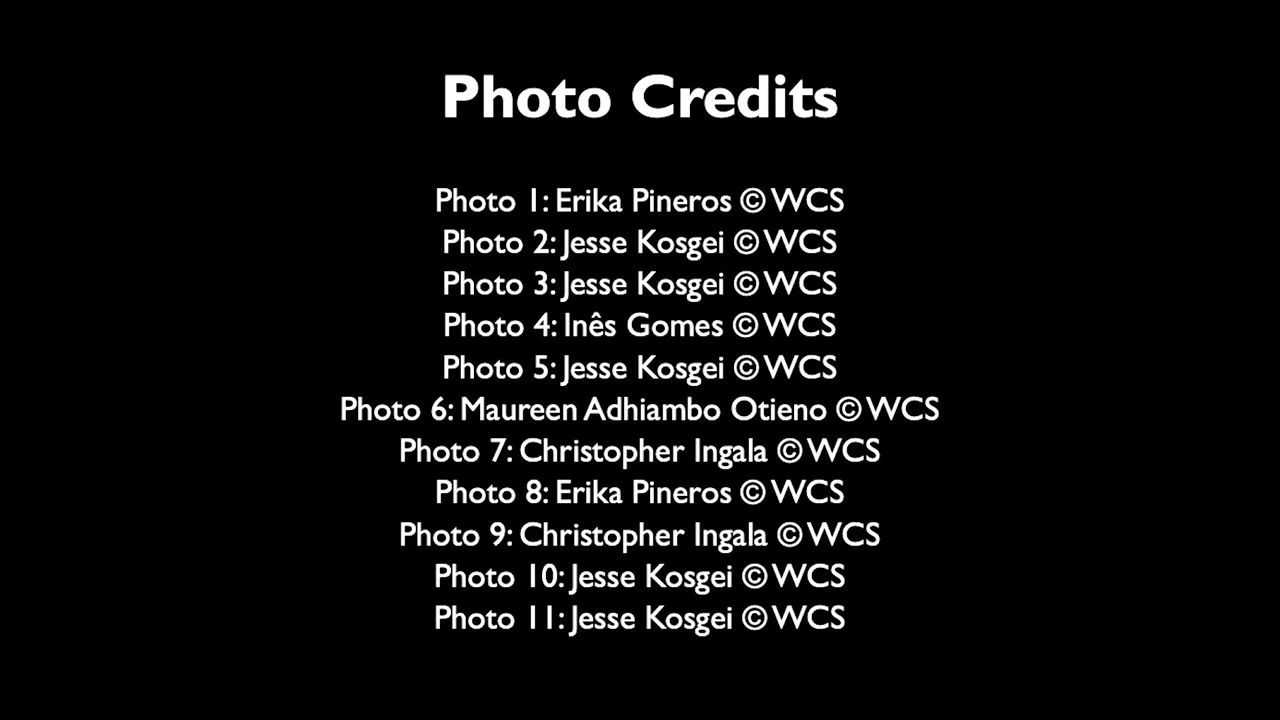 Photo Credits
Photo 1: Erika Pineros © WCS
Photo 2: Jesse Kosgei © WCS
Photo 3: Jesse Kosgei © WCS
Photo 4: Inês Gomes © WCS
Photo 5: Jesse Kosgei © WCS
Photo 6: Maureen Adhiambo Otieno © WCS
Photo 7: Christopher Ingala © WCS
Photo 8: Erika Pineros © WCS
Photo 9: Christopher Ingala © WCS
Photo 10: Jesse Kosgei © WCS
Photo 11: Jesse Kosgei © WCS